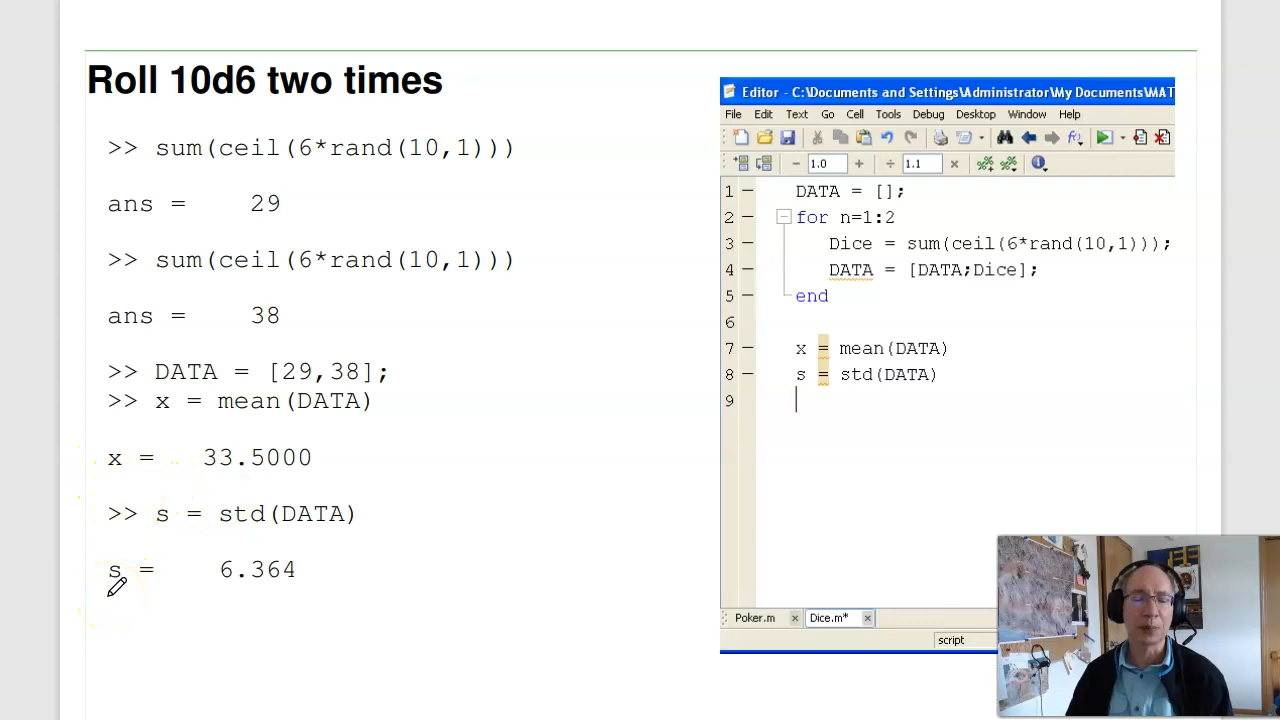 Roll 10d6 two times
>> sum(ceil(6*rand(10,1)))
ans = 29
>> sum(ceil(6*rand(10,1)))
ans = 38
>> DATA = [29,38];
>> x = mean(DATA)
x = 33.5000
>> s = std(DATA)
s = 6.364
Editor - C:\Documents and Settings\Administrator\My Documents\MAT
File Edit Text Go Cell Tools Debug Desktop Window Help
1.0 1.1
1 DATA = [];
2 for n=1:2
3 Dice = sum(ceil(6*rand(10,1)));
4 DATA = [DATA;Dice];
5 end
6
7 x = mean(DATA)
8 s = std(DATA)
9
Poker.m Dice.m*
script